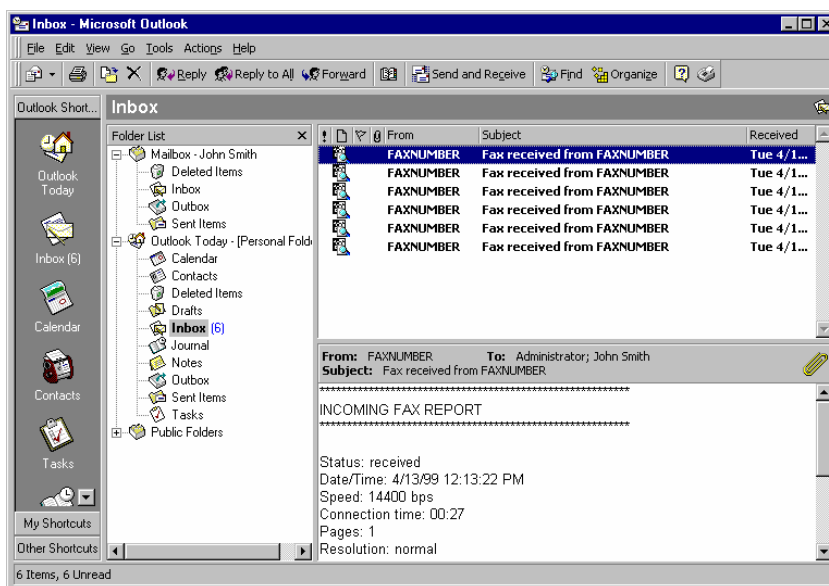 Inbox - Microsoft Outlook
File Edit View Go Tools Actions Help
Reply Reply to All Forward Send and Receive Find Organize
Outlook Short... Inbox
Outlook Today
Inbox (6)
Calendar
Contacts
Tasks
My Shortcuts
Other Shortcuts
Folder List
Mailbox - John Smith
Deleted Items
Inbox
Outbox
Sent Items
Outlook Today - [Personal Fold
Calendar
Contacts
Deleted Items
Drafts
Inbox (6)
Journal
Notes
Outbox
Sent Items
Tasks
Public Folders
From Subject Received
FAXNUMBER Fax received from FAXNUMBER Tue 4/1...
FAXNUMBER Fax received from FAXNUMBER Tue 4/1...
FAXNUMBER Fax received from FAXNUMBER Tue 4/1...
FAXNUMBER Fax received from FAXNUMBER Tue 4/1...
FAXNUMBER Fax received from FAXNUMBER Tue 4/1...
FAXNUMBER Fax received from FAXNUMBER Tue 4/1...
From: FAXNUMBER To: Administrator; John Smith
Subject: Fax received from FAXNUMBER
**************************************************************
INCOMING FAX REPORT
**************************************************************
Status: received
Date/Time: 4/13/99 12:13:22 PM
Speed: 14400 bps
Connection time: 00:27
Pages: 1
Resolution: normal
6 Items, 6 Unread